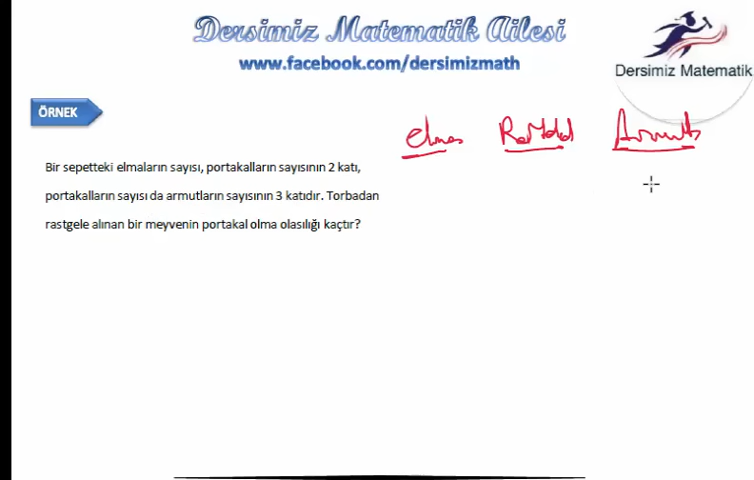 Dersimiz Matematik Ailesi
www.facebook.com/dersimizmath
Dersimiz Matematik
ÖRNEK
elma Portakal Armut
Bir sepetteki elmaların sayısı, portakalların sayısının 2 katı,
portakalların sayısı da armutların sayısının 3 katıdır. Torbadan
rastgele alınan bir meyvenin portakal olma olasılığı kaçtır?